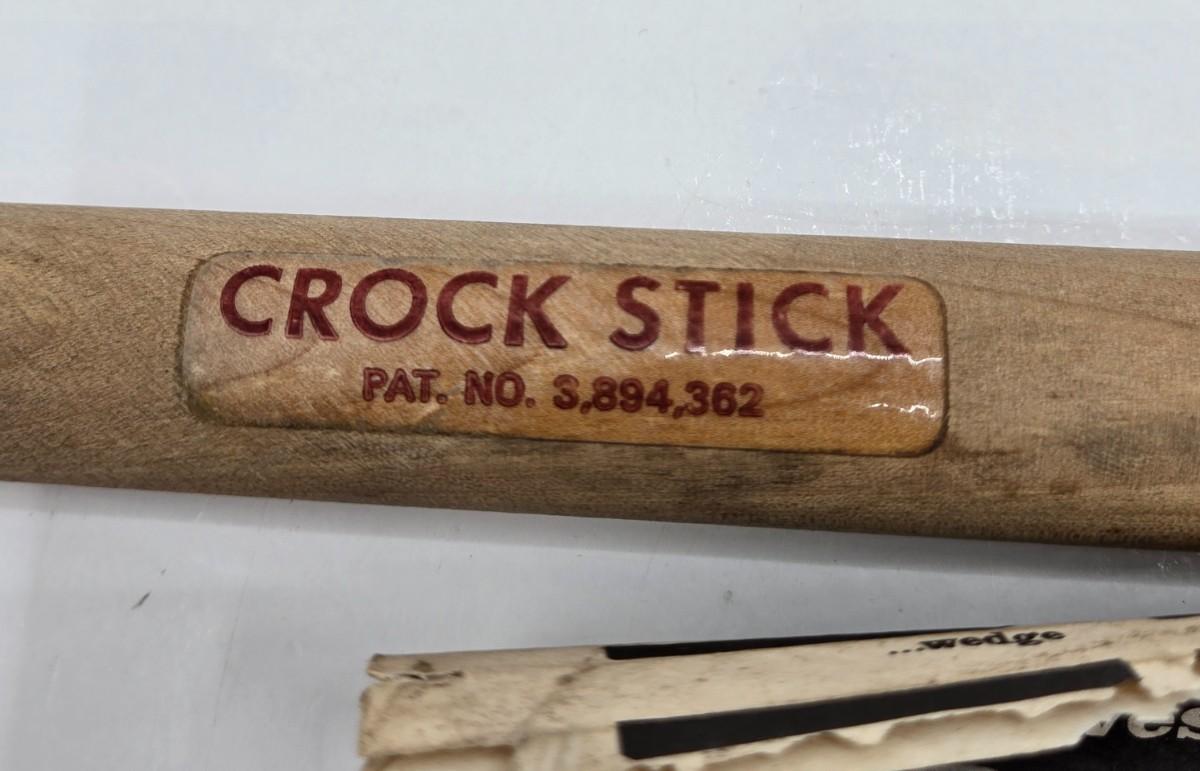 CROCK STICK
PAT. NO. 3,894,362
...wedge